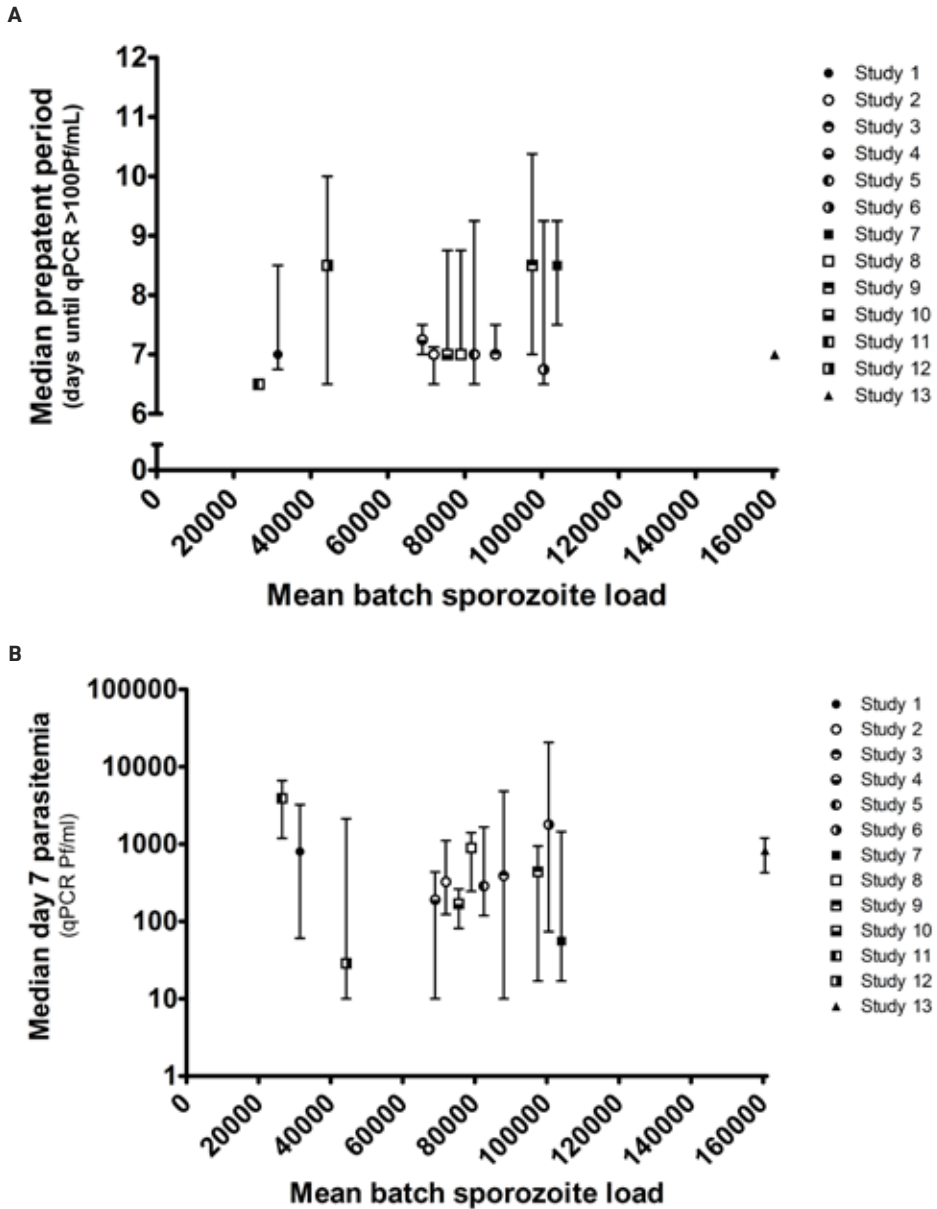 A
Median prepatent period
(days until qPCR >100Pf/mL)
12
11
10
9
8
7
6
0
0
20000
40000
60000
80000
100000
120000
140000
160000
Mean batch sporozoite load
Study 1
Study 2
Study 3
Study 4
Study 5
Study 6
Study 7
Study 8
Study 9
Study 10
Study 11
Study 12
Study 13
B
Median day 7 parasitemia
(qPCR Pf/ml)
100000
10000
1000
100
10
1
0
20000
40000
60000
80000
100000
120000
140000
160000
Mean batch sporozoite load
Study 1
Study 2
Study 3
Study 4
Study 5
Study 6
Study 7
Study 8
Study 9
Study 10
Study 11
Study 12
Study 13